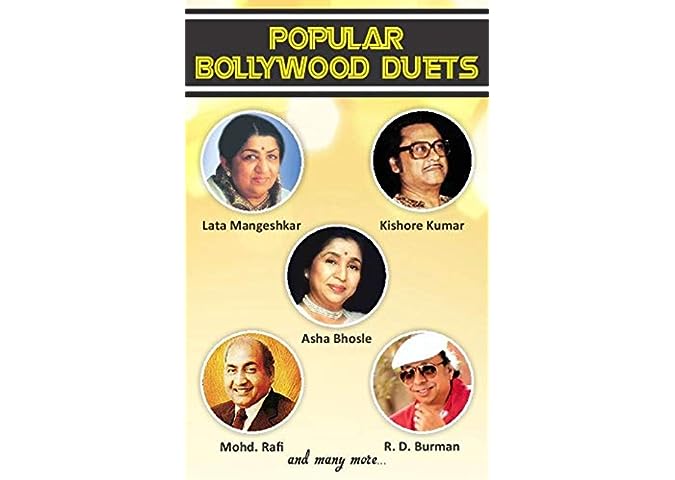 POPULAR
BOLLYWOOD DUETS
Lata Mangeshkar
Kishore Kumar
Asha Bhosle
Mohd. Rafi
R. D. Burman
and many more...